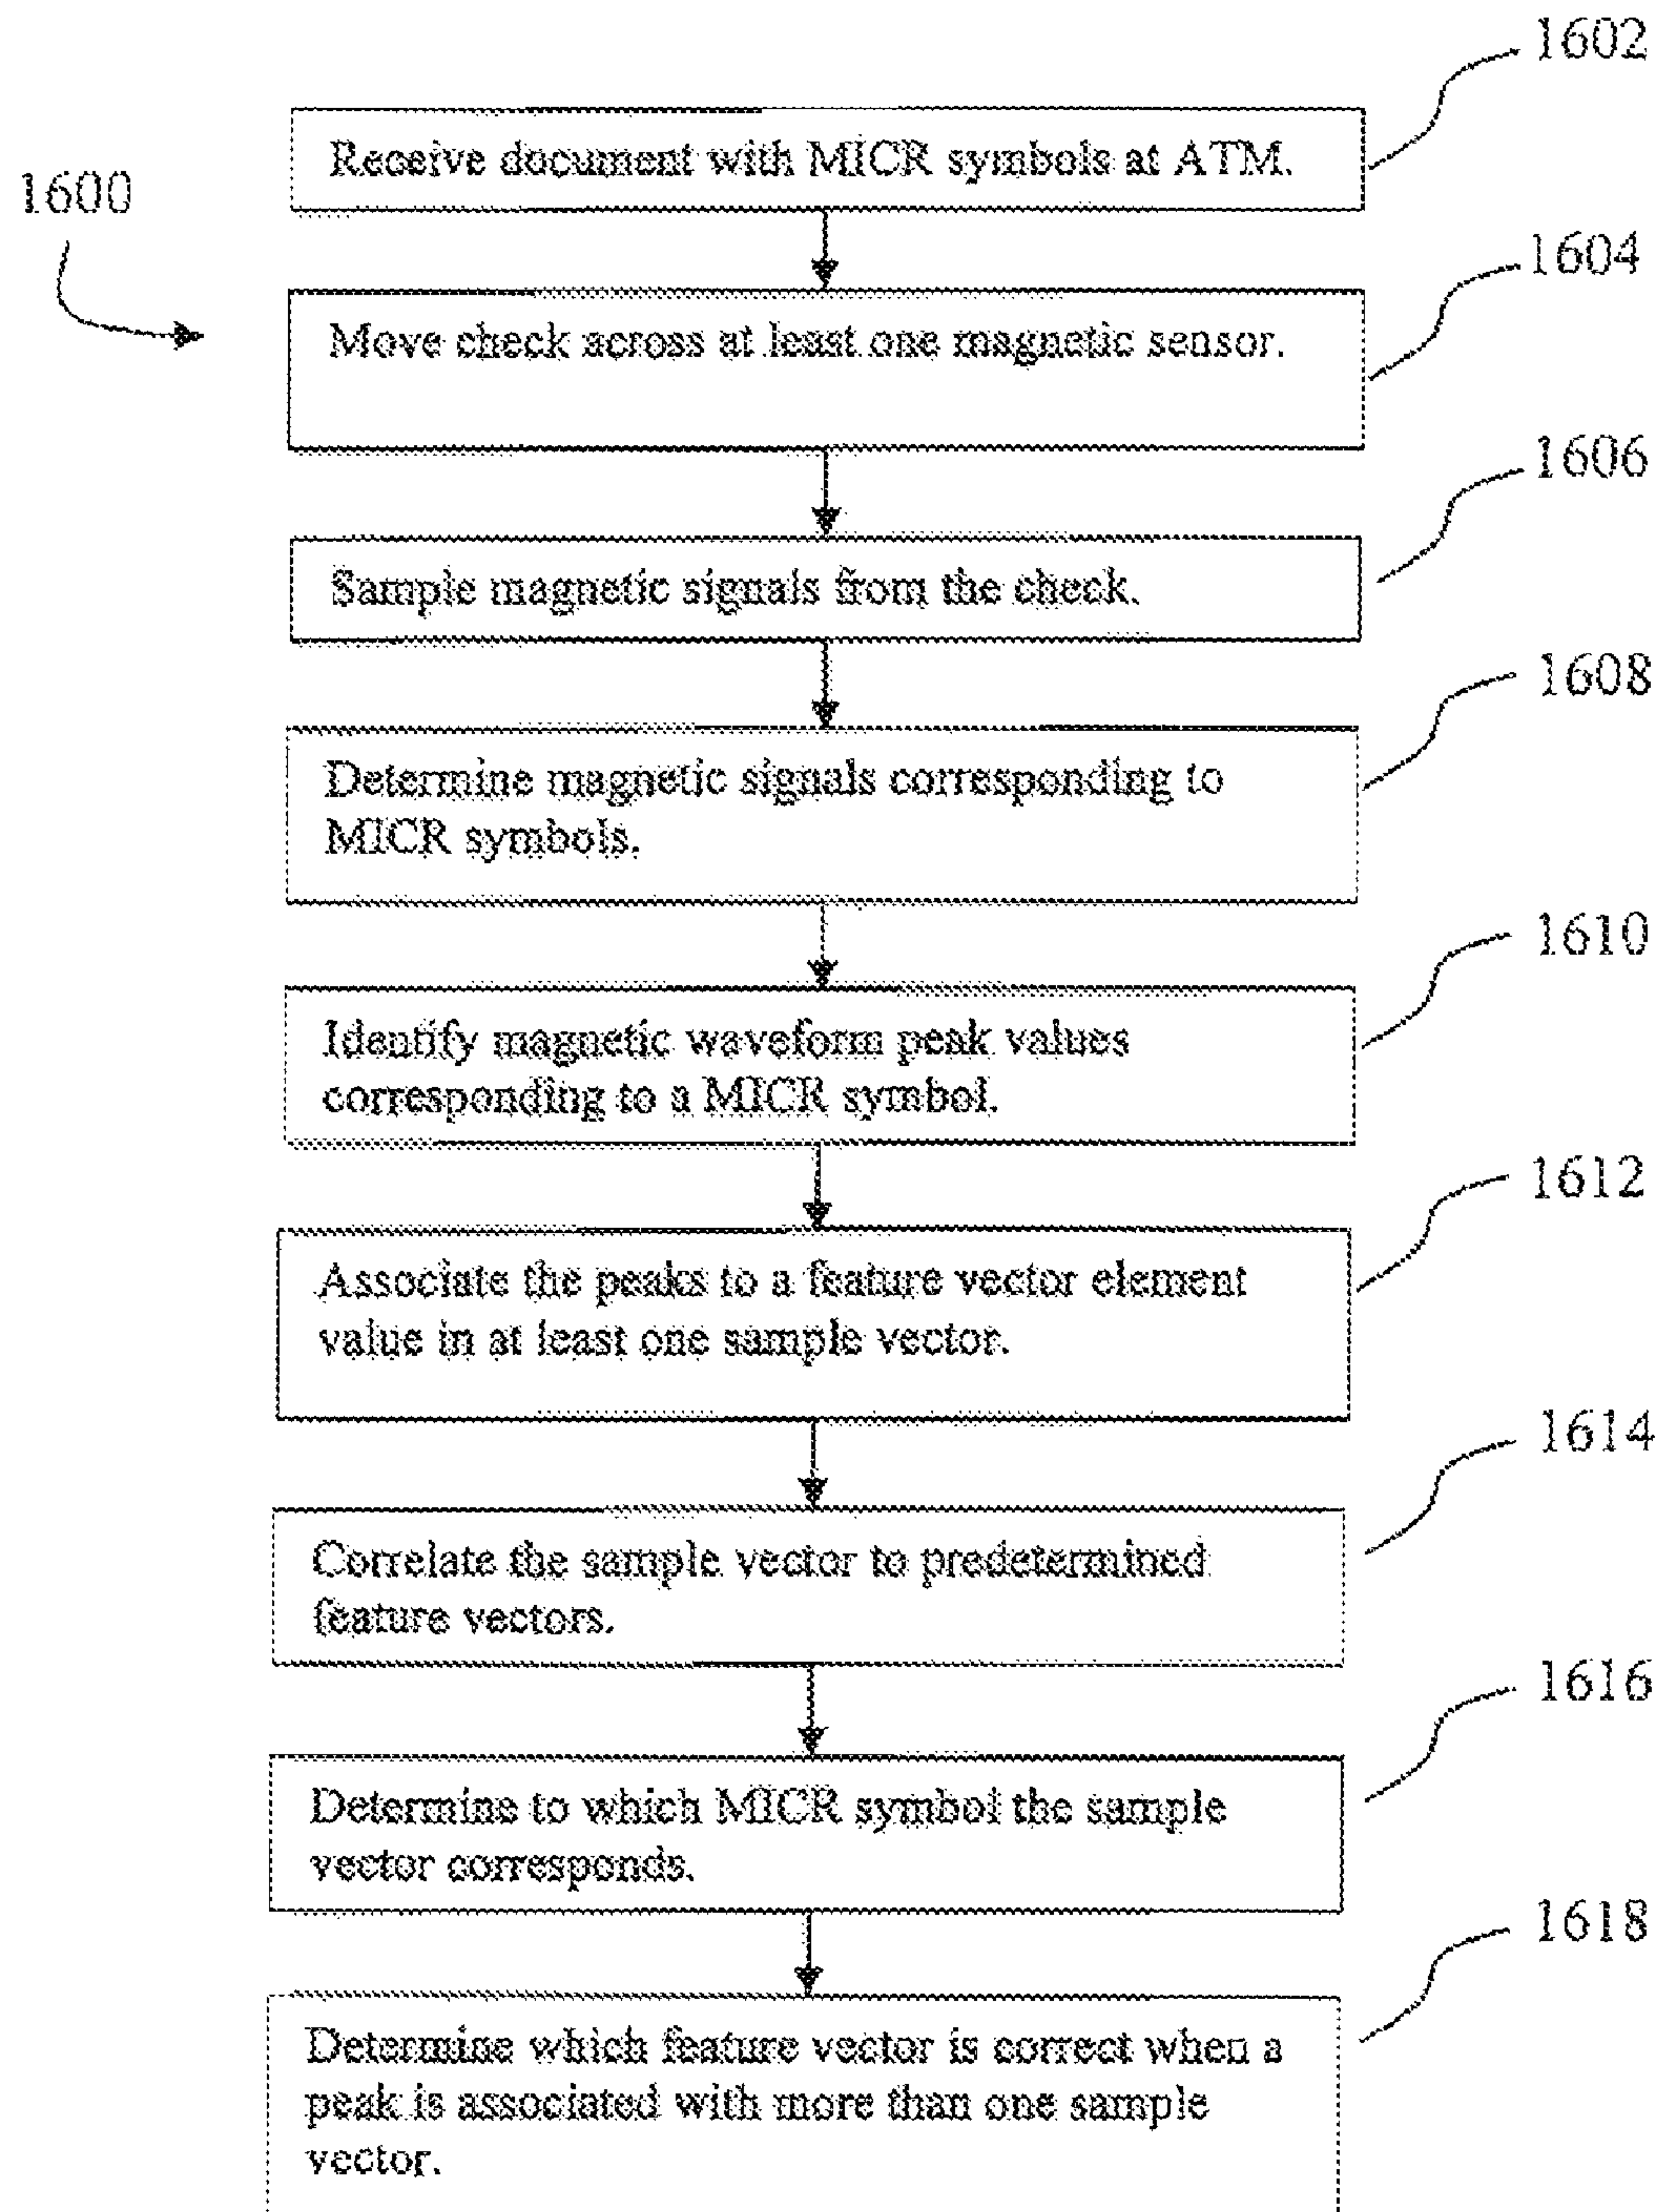 1602
Receive document with MICR symbols at ATM.
1600
1604
Move check across at least one magnetic sensor.
1606
Sample magnetic signals from the check.
1608
Determine magnetic signals corresponding to
MICR symbols.
1610
Identify magnetic waveform peak values
corresponding to a MICR symbol.
1612
Associate the peaks to a feature vector element
value in at least one sample vector.
1614
Correlate the sample vector to predetermined
feature vectors.
1616
Determine to which MICR symbol the sample
vector corresponds.
1618
Determine which feature vector is correct when a
peak is associated with more than one sample
vector.